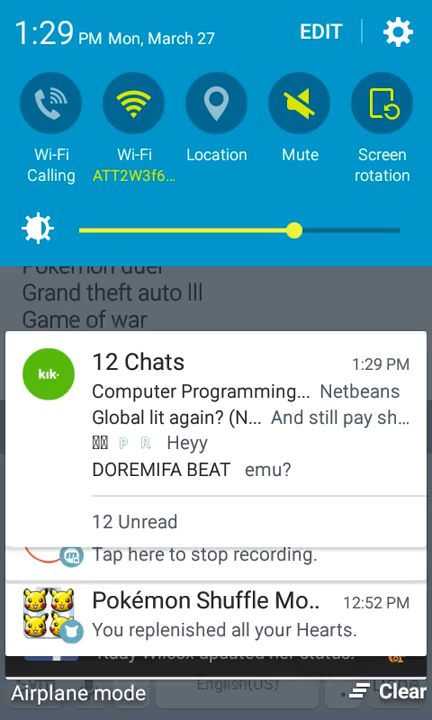 1:29 PM Mon, March 27 EDIT
Wi-Fi Calling
Wi-Fi ATT2W3f6...
Location
Mute
Screen rotation
Pokemon duel
Grand theft auto lll
Game of war
kik·
12 Chats 1:29 PM
Computer Programming... Netbeans
Global lit again? (N... And still pay sh...
P R Heyy
DOREMIFA BEAT emu?
12 Unread
Tap here to stop recording.
Pokémon Shuffle Mo.. 12:52 PM
You replenished all your Hearts.
Wilcox updated her status.
Airplane mode
English(US)
Clear